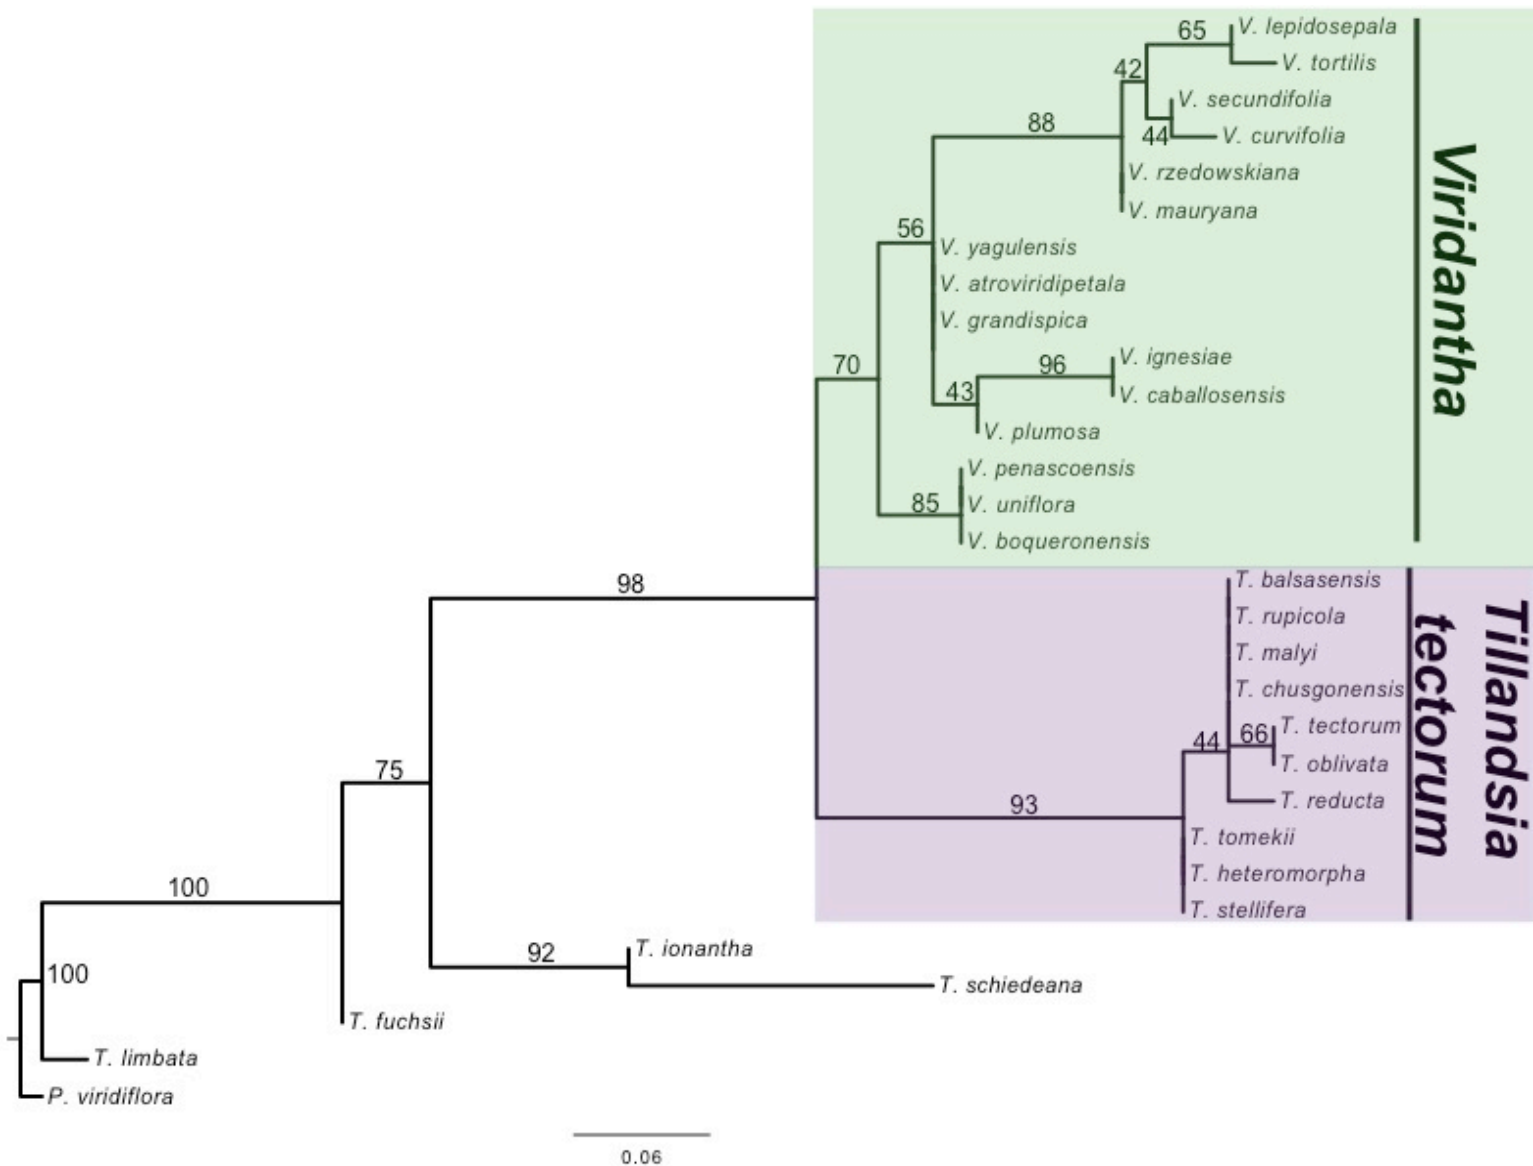 65
V. lepidosepala
V. tortilis
42
V. secundifolia
88
44
V. curvifolia
V. rzedowskiana
V. mauryana
56
V. yagulensis
V. atroviridipetala
V. grandispica
70
96
V. ignesiae
43
V. caballosensis
V. plumosa
V. penascoensis
85
V. uniflora
V. boqueronensis
Viridantha
98
T. balsasensis
T. rupicola
T. malyi
T. chusgonensis
44
66
T. tectorum
T. oblivata
T. reducta
93
T. tomekii
T. heteromorpha
T. stellifera
Tillandsia
tectorum
75
100
92
T. ionantha
T. schiedeana
100
T. fuchsii
T. limbata
P. viridiflora
0.06